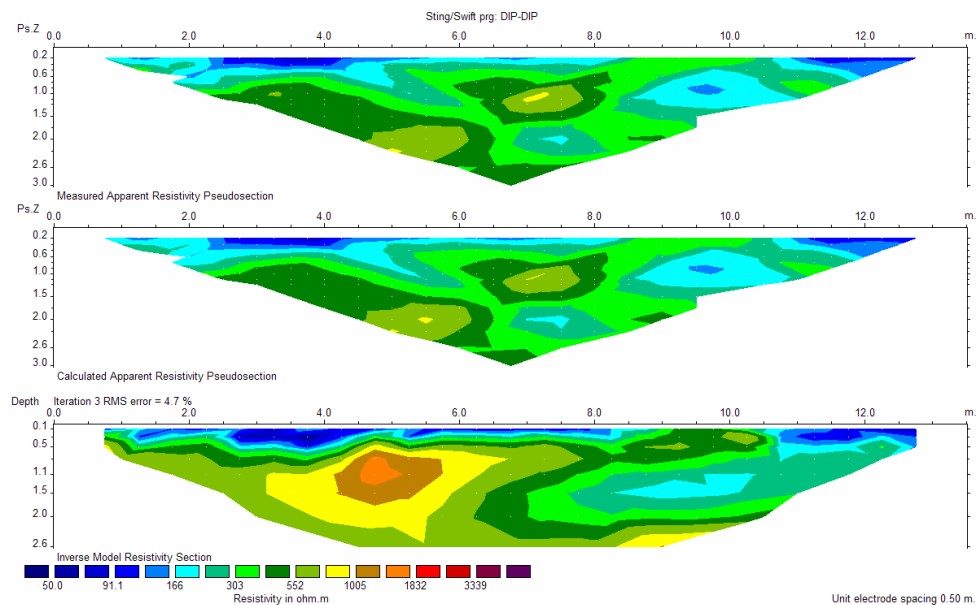 Sting/Swift prg: DIP-DIP
Ps.Z
0.0 2.0 4.0 6.0 8.0 10.0 12.0 m.
0.2
0.6
1.0
1.5
2.0
2.6
3.0
Measured Apparent Resistivity Pseudosection
Ps.Z
0.0 2.0 4.0 6.0 8.0 10.0 12.0 m.
0.2
0.6
1.0
1.5
2.0
2.6
3.0
Calculated Apparent Resistivity Pseudosection
Depth Iteration 3 RMS error = 4.7 %
0.0 2.0 4.0 6.0 8.0 10.0 12.0 m.
0.1
0.5
1.1
1.5
2.0
2.6
Inverse Model Resistivity Section
50.0 91.1 166 303 552 1005 1832 3339
Resistivity in ohm.m
Unit electrode spacing 0.50 m.